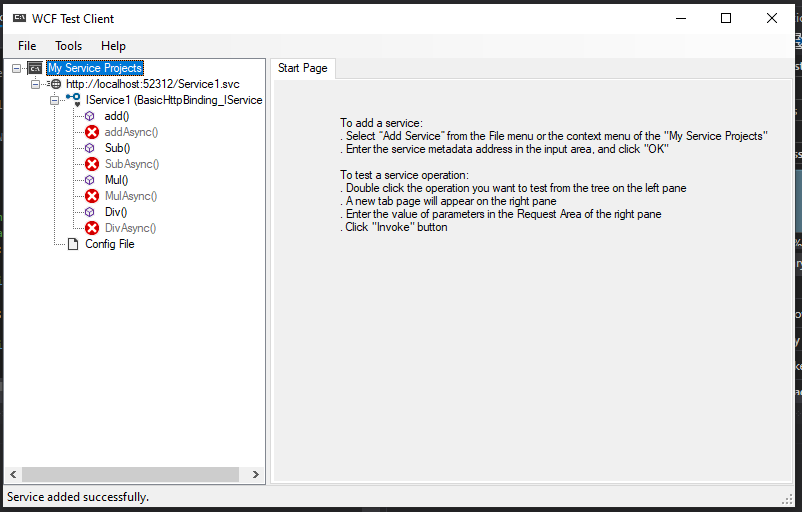 WCF Test Client
File Tools Help
My Service Projects
http://localhost:52312/Service1.svc
IService1 (BasicHttpBinding_IService
add()
addAsync()
Sub()
SubAsync()
Mul()
MulAsync()
Div()
DivAsync()
Config File
Start Page
To add a service:
. Select "Add Service" from the File menu or the context menu of the "My Service Projects"
. Enter the service metadata address in the input area, and click "OK"
To test a service operation:
. Double click the operation you want to test from the tree on the left pane
. A new tab page will appear on the right pane
. Enter the value of parameters in the Request Area of the right pane
. Click "Invoke" button
Service added successfully.